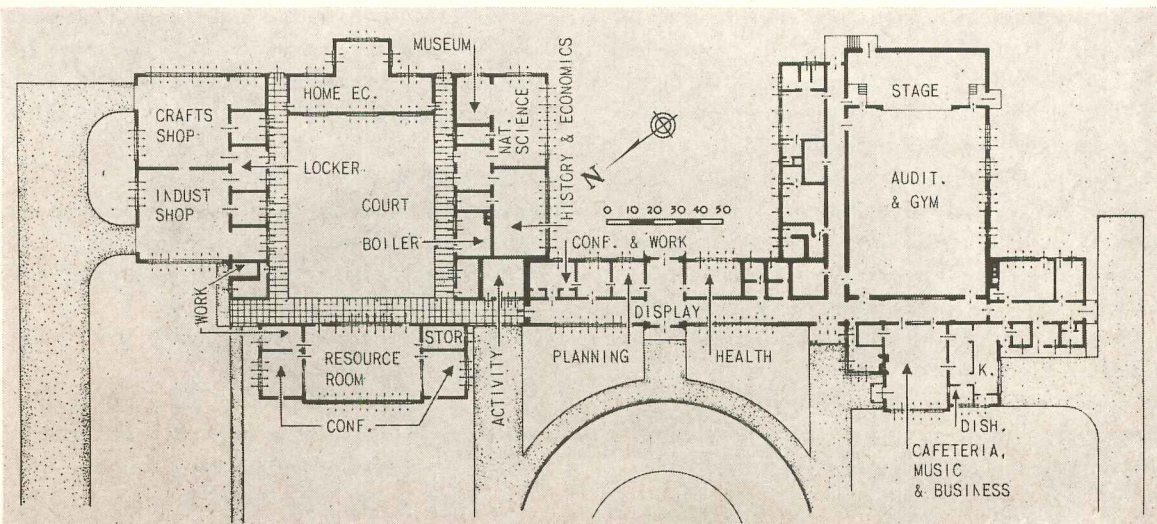 MUSEUM
HOME EC.
CRAFTS
SHOP
LOCKER
INDUST
SHOP
COURT
BOILER
WORK
NAT.
SCIENCE
HISTORY & ECONOMICS
N
0 10 20 30 40 50
CONF. & WORK
STAGE
AUDIT.
& GYM
DISPLAY
STOR
RESOURCE
ROOM
CONF.
ACTIVITY
PLANNING
HEALTH
K.
DISH.
CAFETERIA,
MUSIC
& BUSINESS